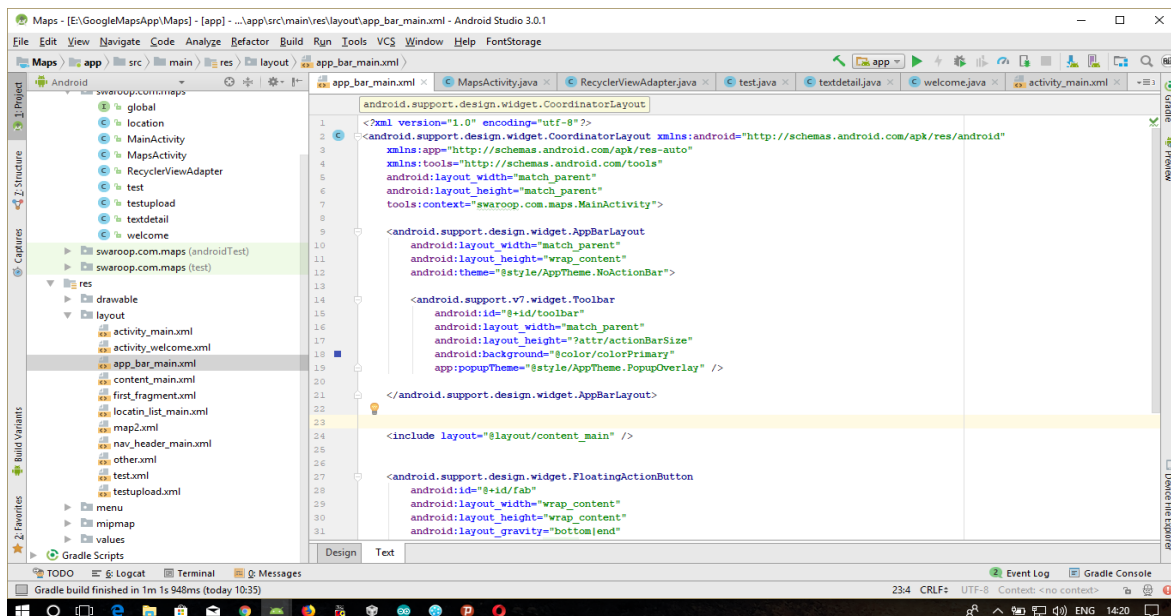 Maps - [E:\GoogleMapsApp\Maps] - [app] - ...\app\src\main\res\layout\app_bar_main.xml - Android Studio 3.0.1
File Edit View Navigate Code Analyze Refactor Build Run Tools VCS Window Help FontStorage
Maps app src main res layout app_bar_main.xml app
Android app_bar_main.xml MapsActivity.java RecyclerViewAdapter.java test.java textdetail.java welcome.java activity_main.xml
1: Project
Z: Structure
Captures
Build Variants
2: Favorites
swaroop.com.maps
global
location
MainActivity
MapsActivity
RecyclerViewAdapter
test
testupload
textdetail
welcome
swaroop.com.maps (androidTest)
swaroop.com.maps (test)
res
drawable
layout
activity_main.xml
activity_welcome.xml
app_bar_main.xml
content_main.xml
first_fragment.xml
locatin_list_main.xml
map2.xml
nav_header_main.xml
other.xml
test.xml
testupload.xml
menu
mipmap
values
Gradle Scripts
android.support.design.widget.CoordinatorLayout
1 <?xml version="1.0" encoding="utf-8"?>
2 <android.support.design.widget.CoordinatorLayout xmlns:android="http://schemas.android.com/apk/res/android"
3 xmlns:app="http://schemas.android.com/apk/res-auto"
4 xmlns:tools="http://schemas.android.com/tools"
5 android:layout_width="match_parent"
6 android:layout_height="match_parent"
7 tools:context="swaroop.com.maps.MainActivity">
8
9 <android.support.design.widget.AppBarLayout
10 android:layout_width="match_parent"
11 android:layout_height="wrap_content"
12 android:theme="@style/AppTheme.NoActionBar">
13
14 <android.support.v7.widget.Toolbar
15 android:id="@+id/toolbar"
16 android:layout_width="match_parent"
17 android:layout_height="?attr/actionBarSize"
18 android:background="@color/colorPrimary"
19 app:popupTheme="@style/AppTheme.PopupOverlay" />
20
21 </android.support.design.widget.AppBarLayout>
22
23
24 <include layout="@layout/content_main" />
25
26
27 <android.support.design.widget.FloatingActionButton
28 android:id="@+id/fab"
29 android:layout_width="wrap_content"
30 android:layout_height="wrap_content"
31 android:layout_gravity="bottom|end"
Gradle
Preview
Device File Explorer
Design Text
TODO 6: Logcat Terminal 0: Messages 2 Event Log Gradle Console
Gradle build finished in 1m 1s 948ms (today 10:35) 23:4 CRLF UTF-8 Context: <no context>
ENG 14:20